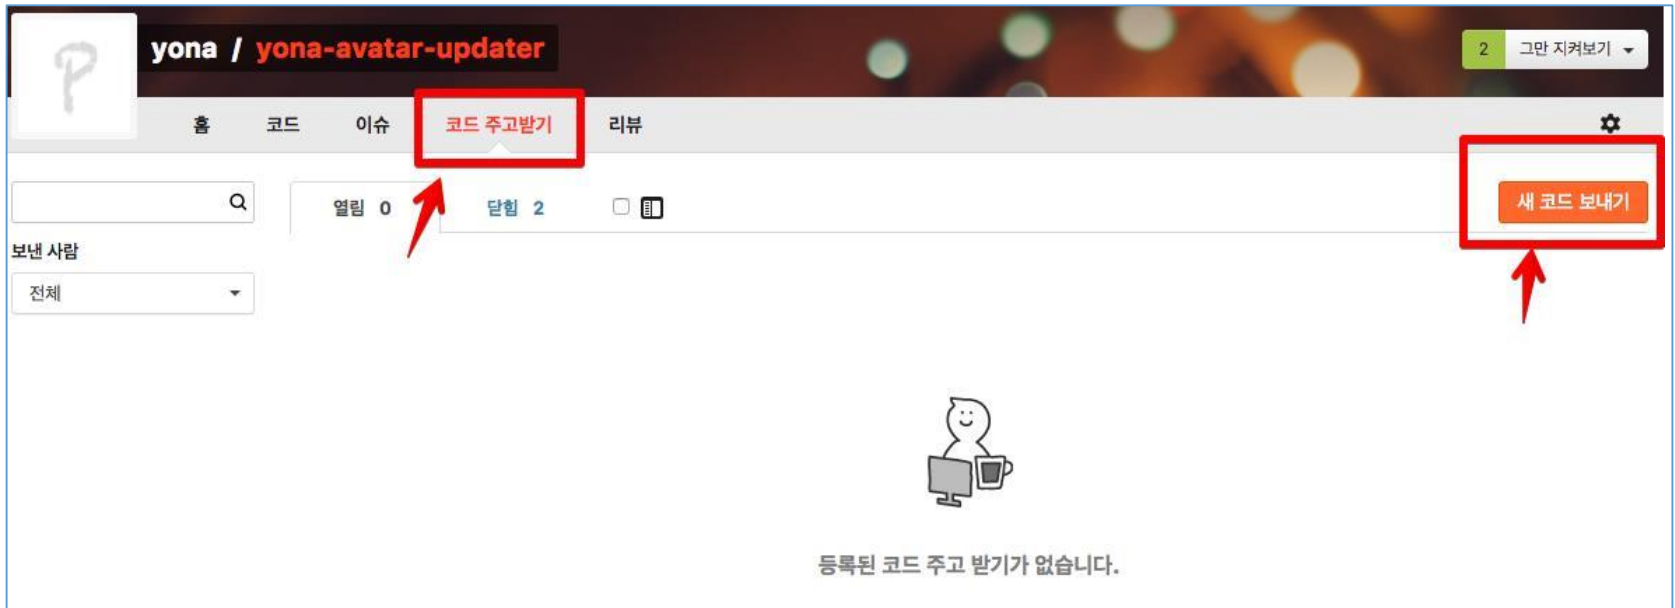 yona / yona-avatar-updater
2 그만 지켜보기
홈 코드 이슈 코드 주고받기 리뷰
열림 0 닫힘 2
새 코드 보내기
보낸 사람
전체
등록된 코드 주고 받기가 없습니다.